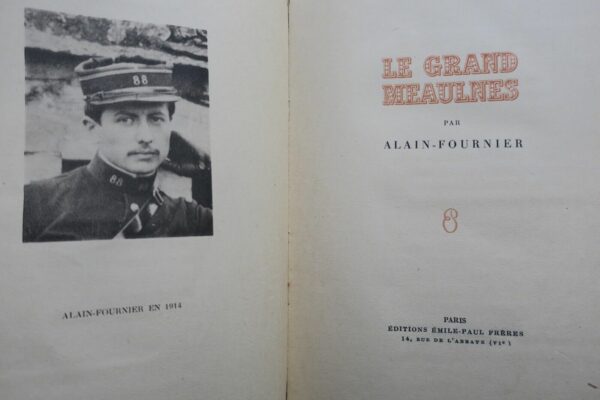 88
88
ALAIN-FOURNIER EN 1914
LE GRAND
MEAULNES
PAR
ALAIN-FOURNIER
PARIS
ÉDITIONS ÉMILE-PAUL FRÈRES
14, RUE DE L'ABBAYE (VIe)